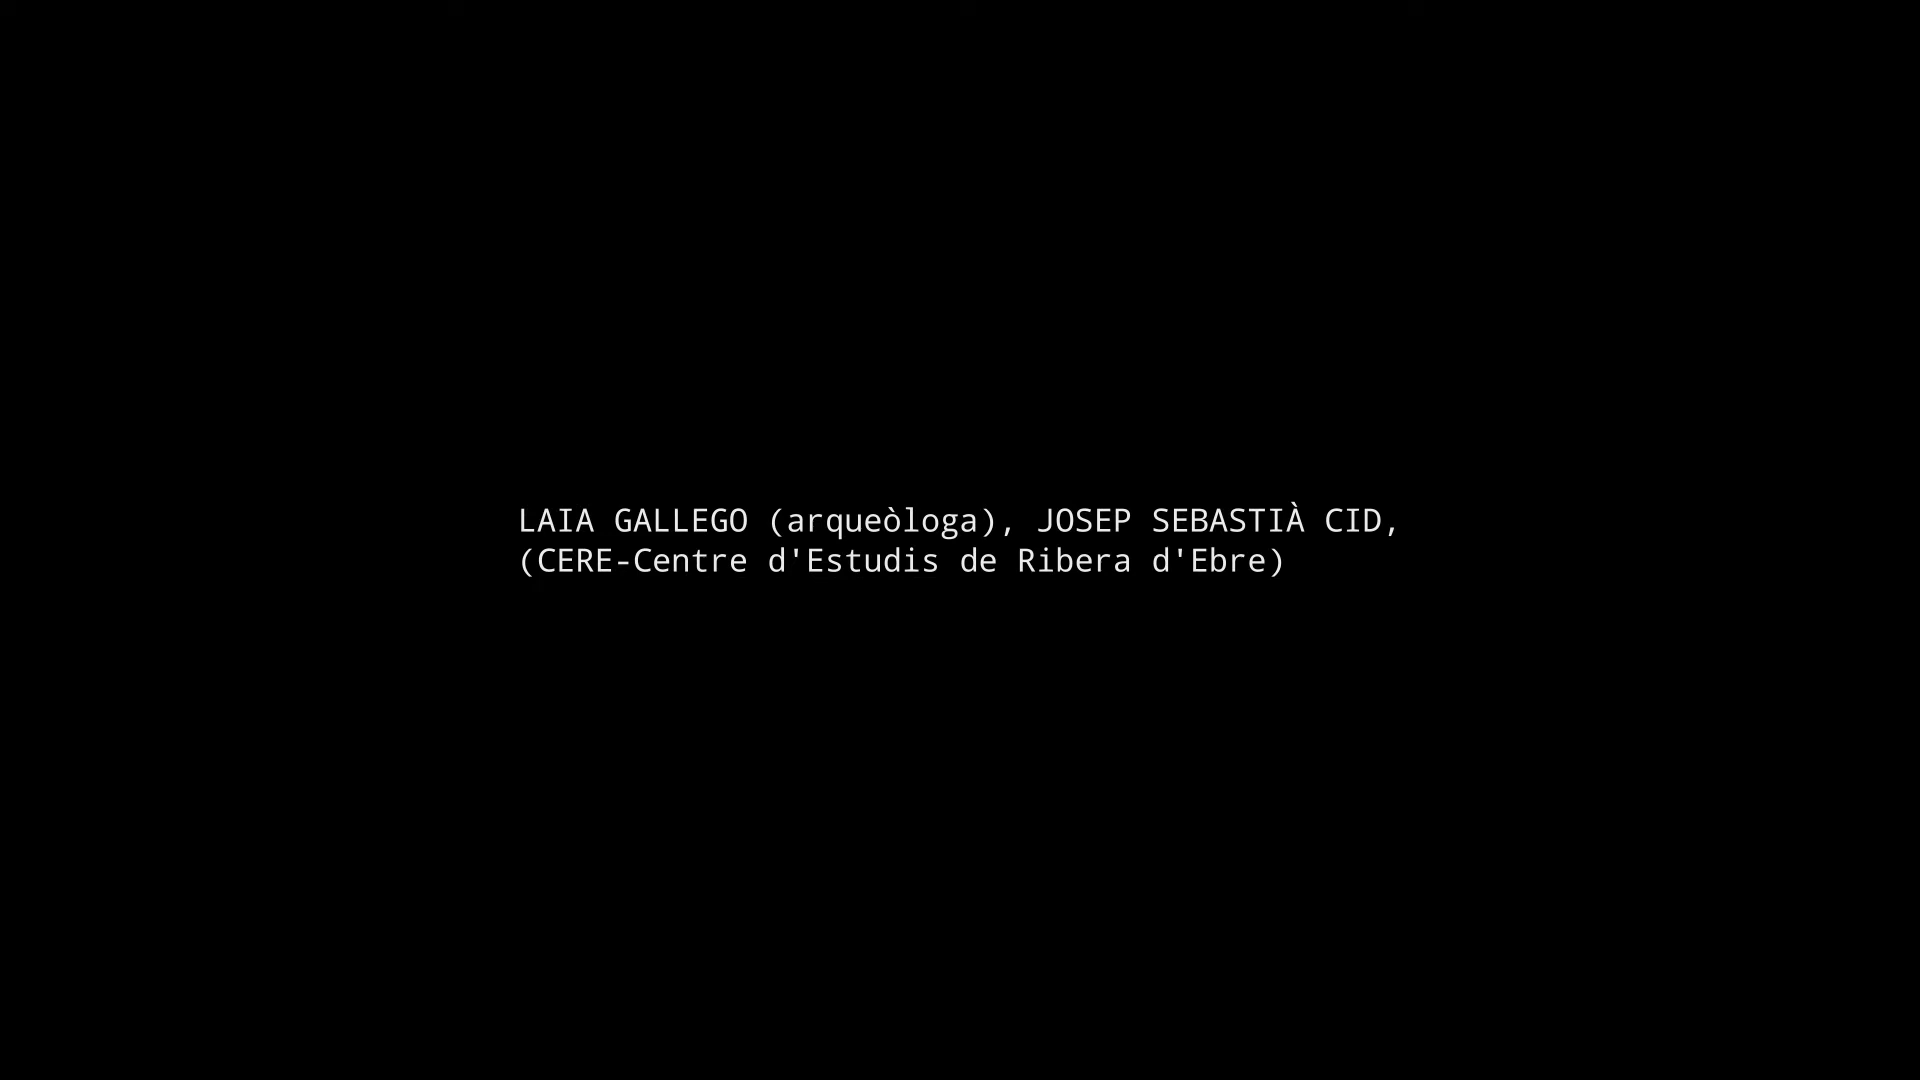 LAIA GALLEGO (arqueòloga), JOSEP SEBASTIÀ CID,
(CERE-Centre d'Estudis de Ribera d'Ebre)